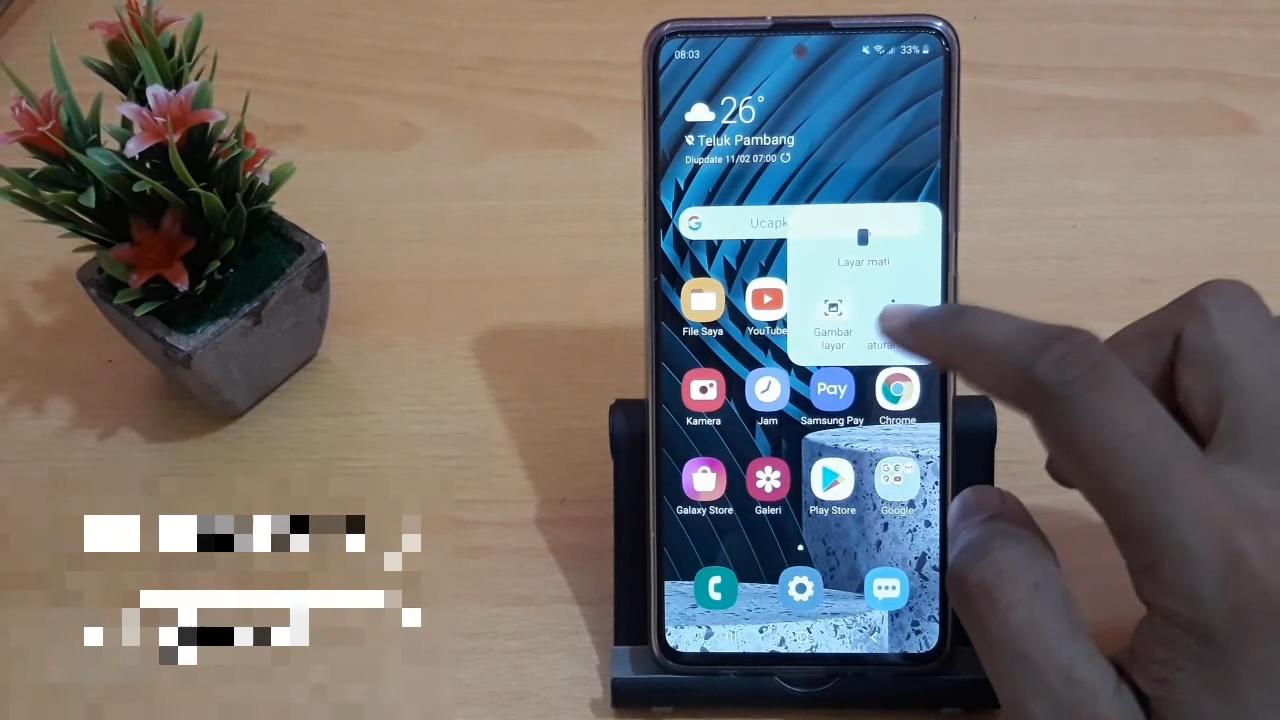 08:03
33%
26°
Teluk Pambang
Diupdate 11/02 07:00
G Ucapk
Layar mati
File Saya
YouTube
Gambar layar
atura
Kamera
Jam
Pay
Samsung Pay
Chrome
Galaxy Store
Galeri
Play Store
Google